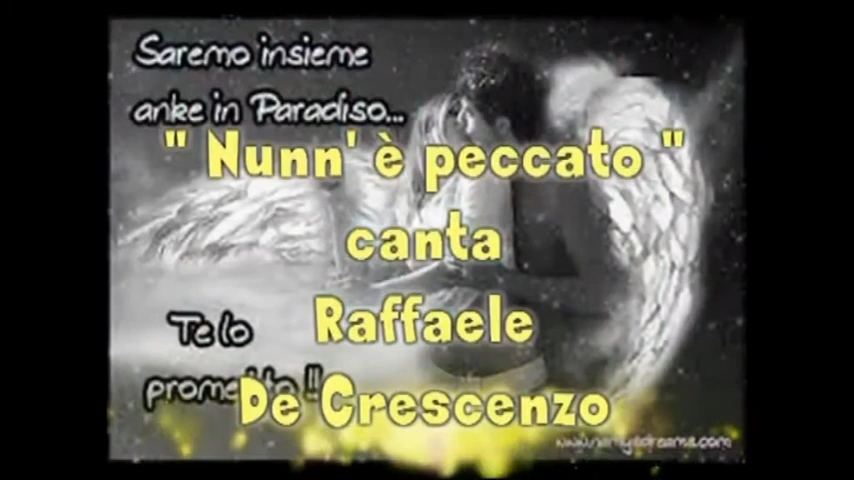 Saremo insieme
anke in Paradiso...
" Nunn' è peccato "
canta
Raffaele
De Crescenzo
Te lo
!!